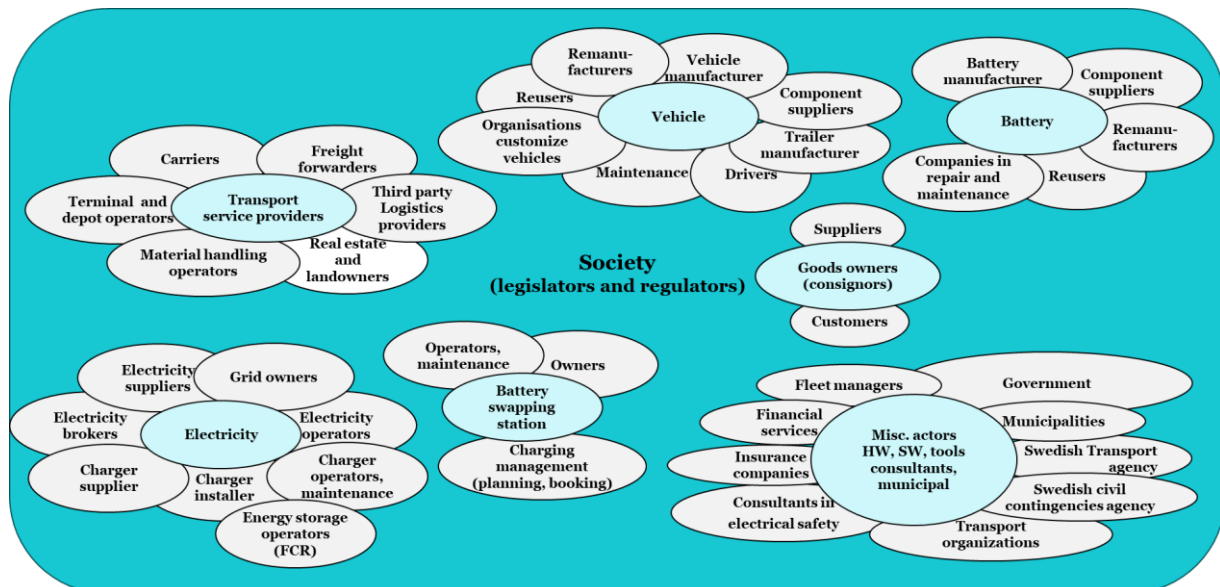 Remanu-
facturers
Vehicle
manufacturer
Reusers
Component
suppliers
Vehicle
Organisations
customize
vehicles
Trailer
manufacturer
Maintenance
Drivers
Battery
manufacturer
Component
suppliers
Battery
Remanu-
facturers
Companies in
repair and
maintenance
Reusers
Carriers
Freight
forwarders
Terminal and
depot operators
Transport
service providers
Third party
Logistics
providers
Material handling
operators
Real estate
and
landowners
Society
(legislators and regulators)
Suppliers
Goods owners
(consignors)
Customers
Electricity
suppliers
Grid owners
Electricity
brokers
Electricity
Electricity
operators
Charger
supplier
Charger
installer
Charger
operators,
maintenance
Energy storage
operators
(FCR)
Operators,
maintenance
Owners
Battery
swapping
station
Charging
management
(planning, booking)
Fleet managers
Government
Financial
services
Municipalities
Misc. actors
HW, SW, tools
consultants,
municipal
Insurance
companies
Swedish Transport
agency
Consultants in
electrical safety
Swedish civil
contingencies agency
Transport
organizations